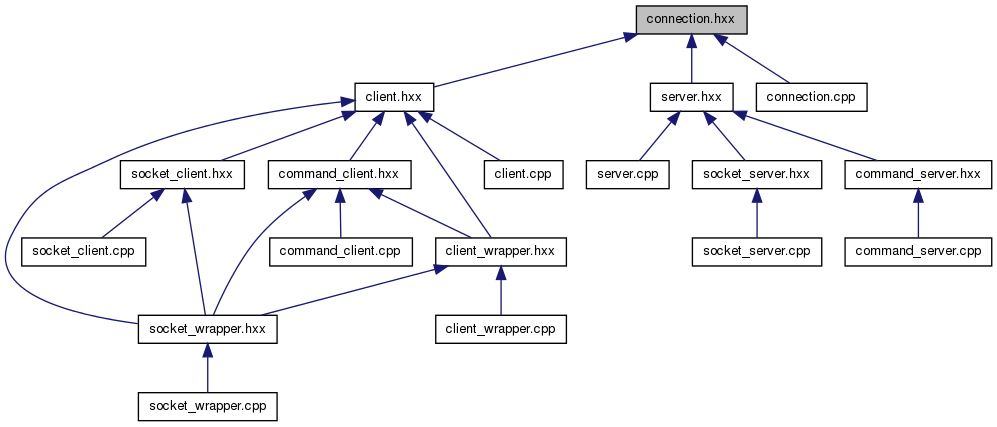 connection.hxx
client.hxx
server.hxx
connection.cpp
socket_client.hxx
command_client.hxx
client.cpp
server.cpp
socket_server.hxx
command_server.hxx
socket_client.cpp
command_client.cpp
client_wrapper.hxx
socket_server.cpp
command_server.cpp
socket_wrapper.hxx
client_wrapper.cpp
socket_wrapper.cpp